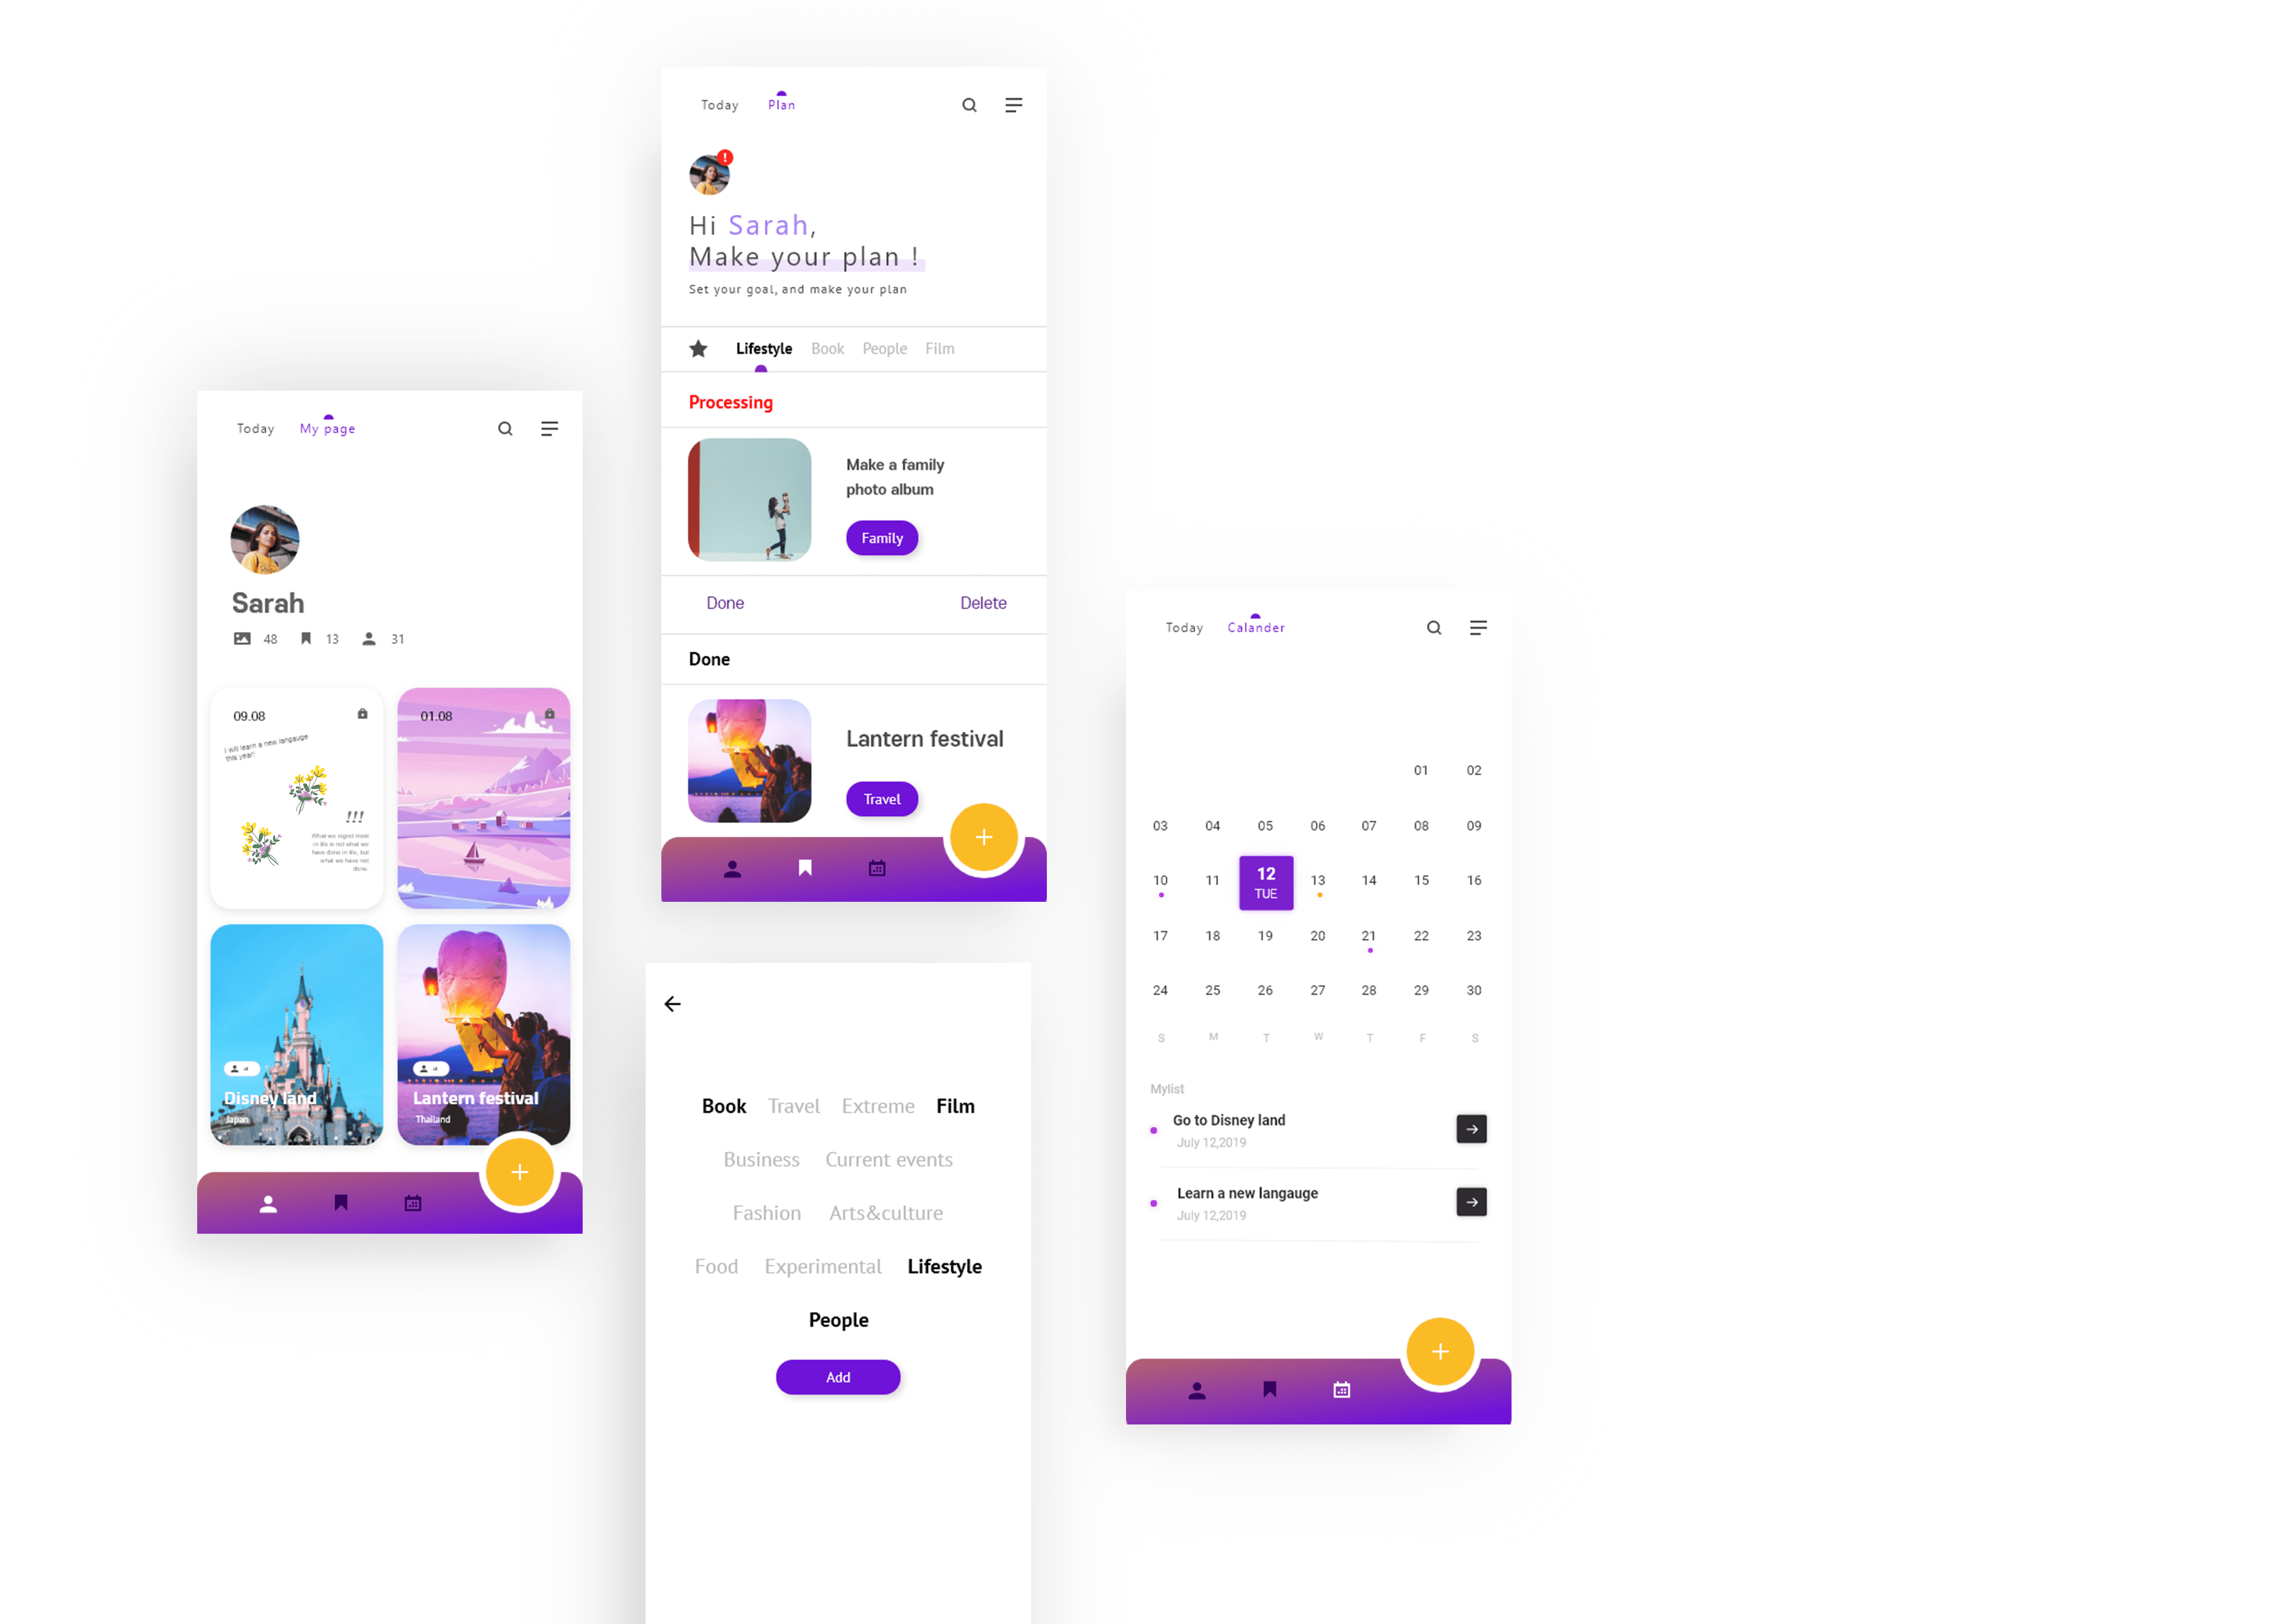 Today My page
Sarah
48 13 31
09.08
I will learn a new langauge
this year!
!!!
What we regret most
in life is not what we
have done in life, but
what we have not
done.
01.08
Disney land
Japan
Lantern festival
Thailand
Today Plan
!
Hi Sarah,
Make your plan !
Set your goal, and make your plan
Lifestyle Book People Film
Processing
Make a family
photo album
Family
Done Delete
Done
Lantern festival
Travel
Book Travel Extreme Film
Business Current events
Fashion Arts&culture
Food Experimental Lifestyle
People
Add
Today Calander
01 02
03 04 05 06 07 08 09
10 11 12 13 14 15 16
TUE
17 18 19 20 21 22 23
24 25 26 27 28 29 30
S M T W T F S
Mylist
Go to Disney land
July 12,2019
Learn a new langauge
July 12,2019